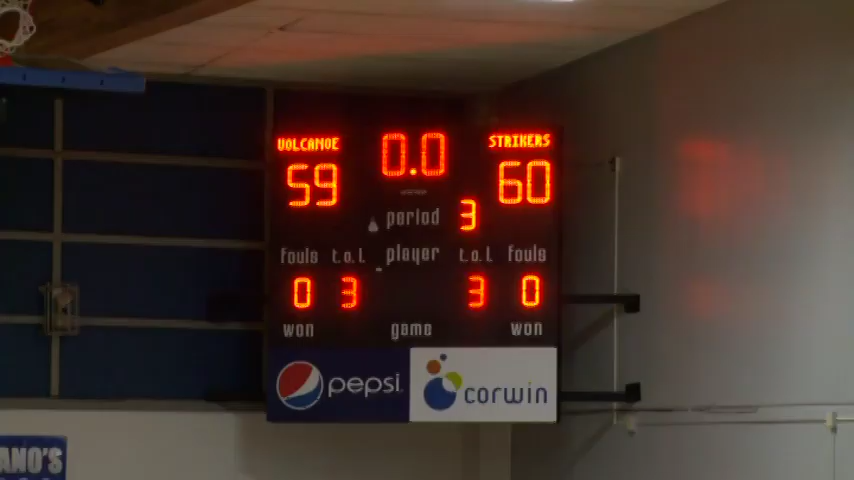 VOLCANOE 0.0 STRIKERS
59 60
period 3
fouls t.o.l player t.o.l fouls
0 3 3 0
won game won
pepsi corwin
ANO'S